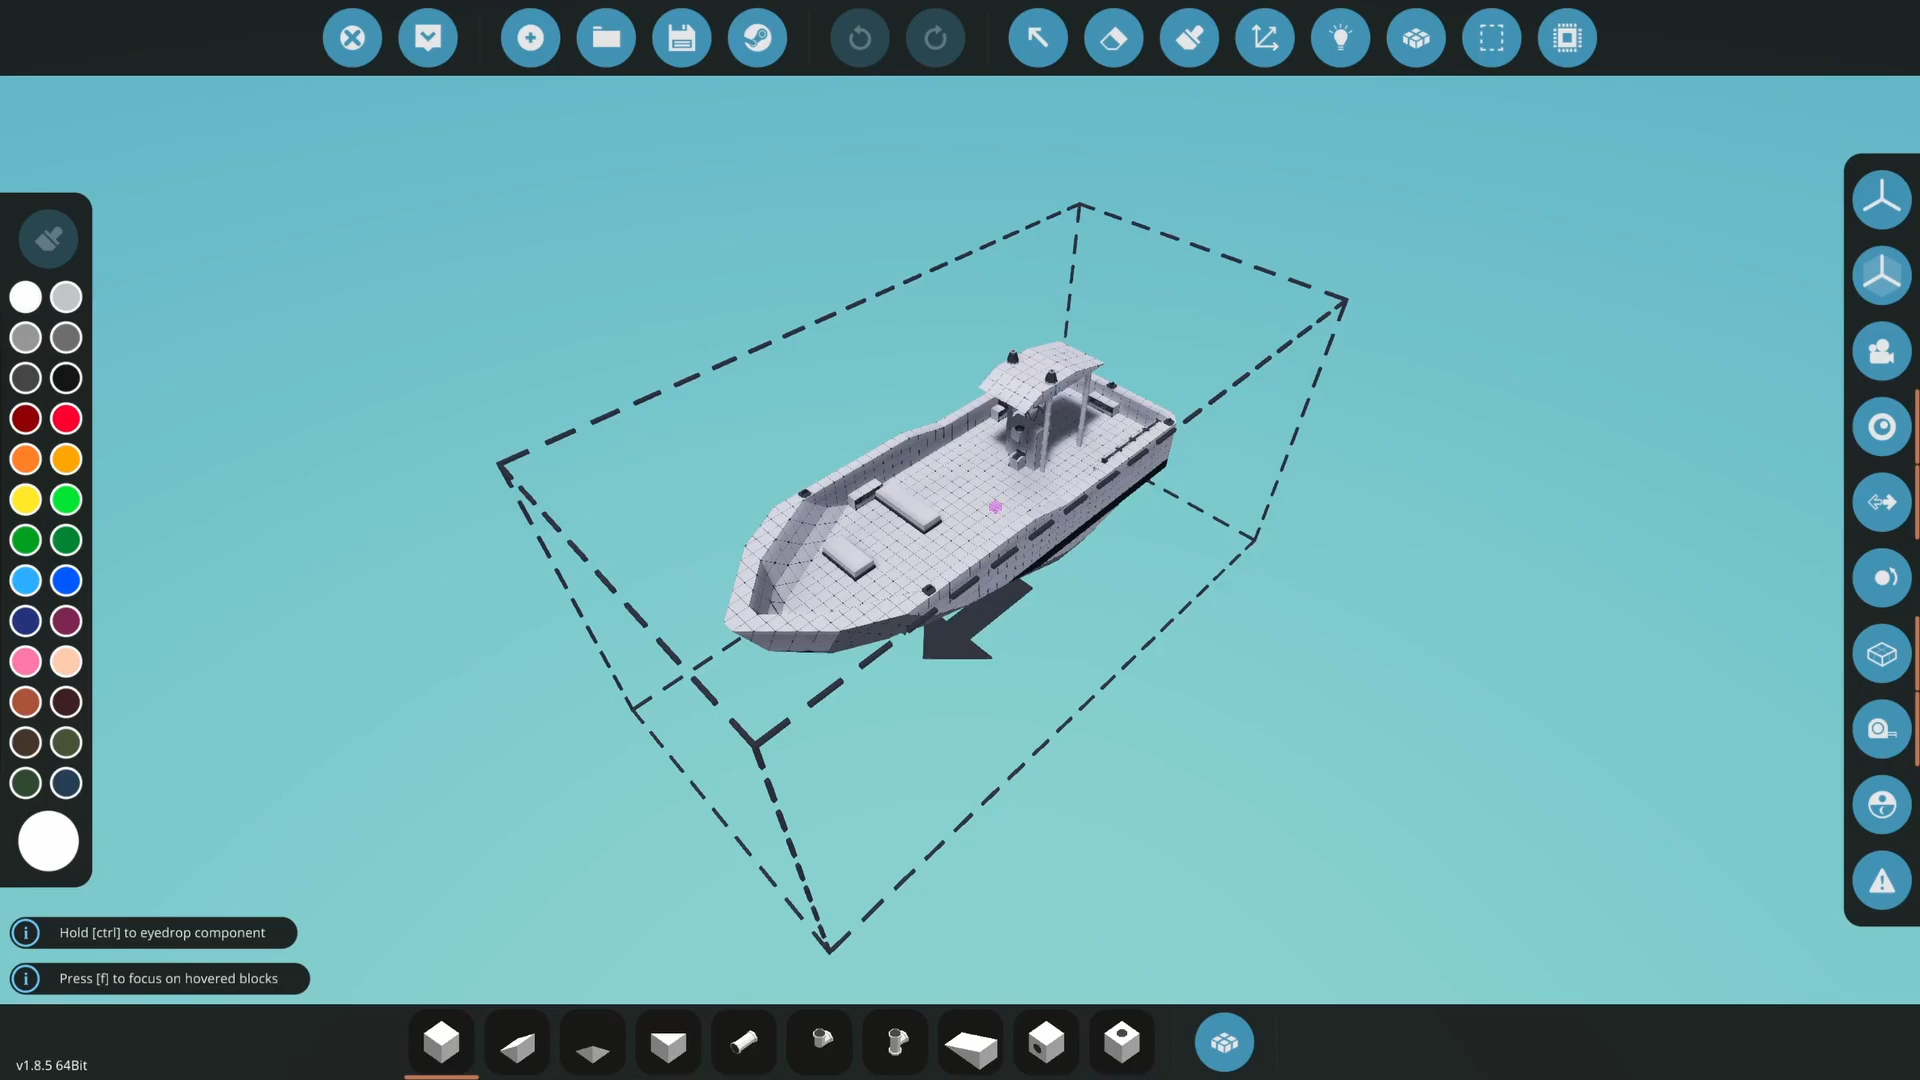 Hold [ctrl] to eyedrop component
Press [f] to focus on hovered blocks
v1.8.5 64Bit